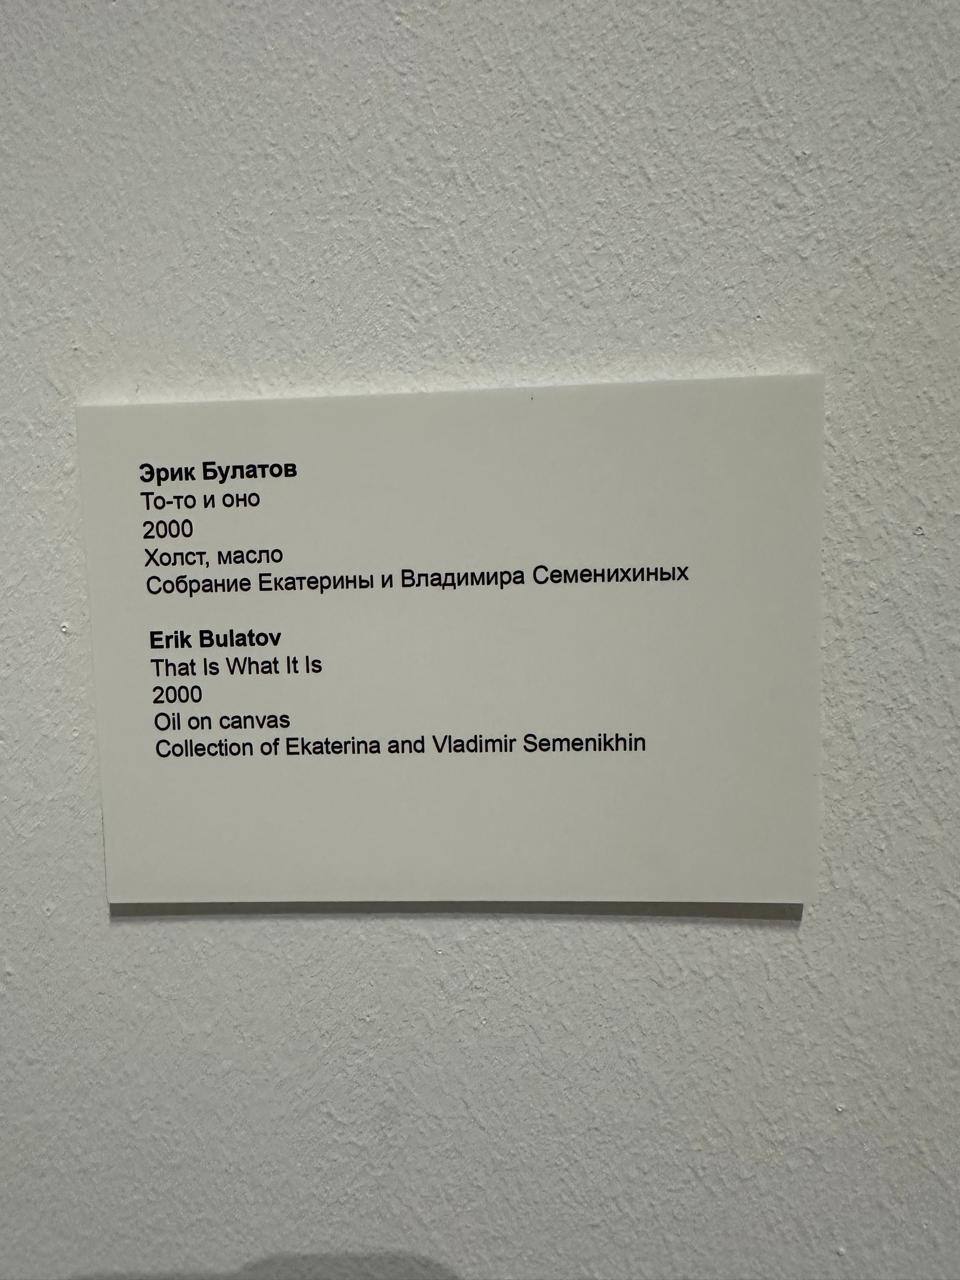 Эрик Булатов
То-то и оно
2000
Холст, масло
Собрание Екатерины и Владимира Семенихиных
Erik Bulatov
That Is What It Is
2000
Oil on canvas
Collection of Ekaterina and Vladimir Semenikhin